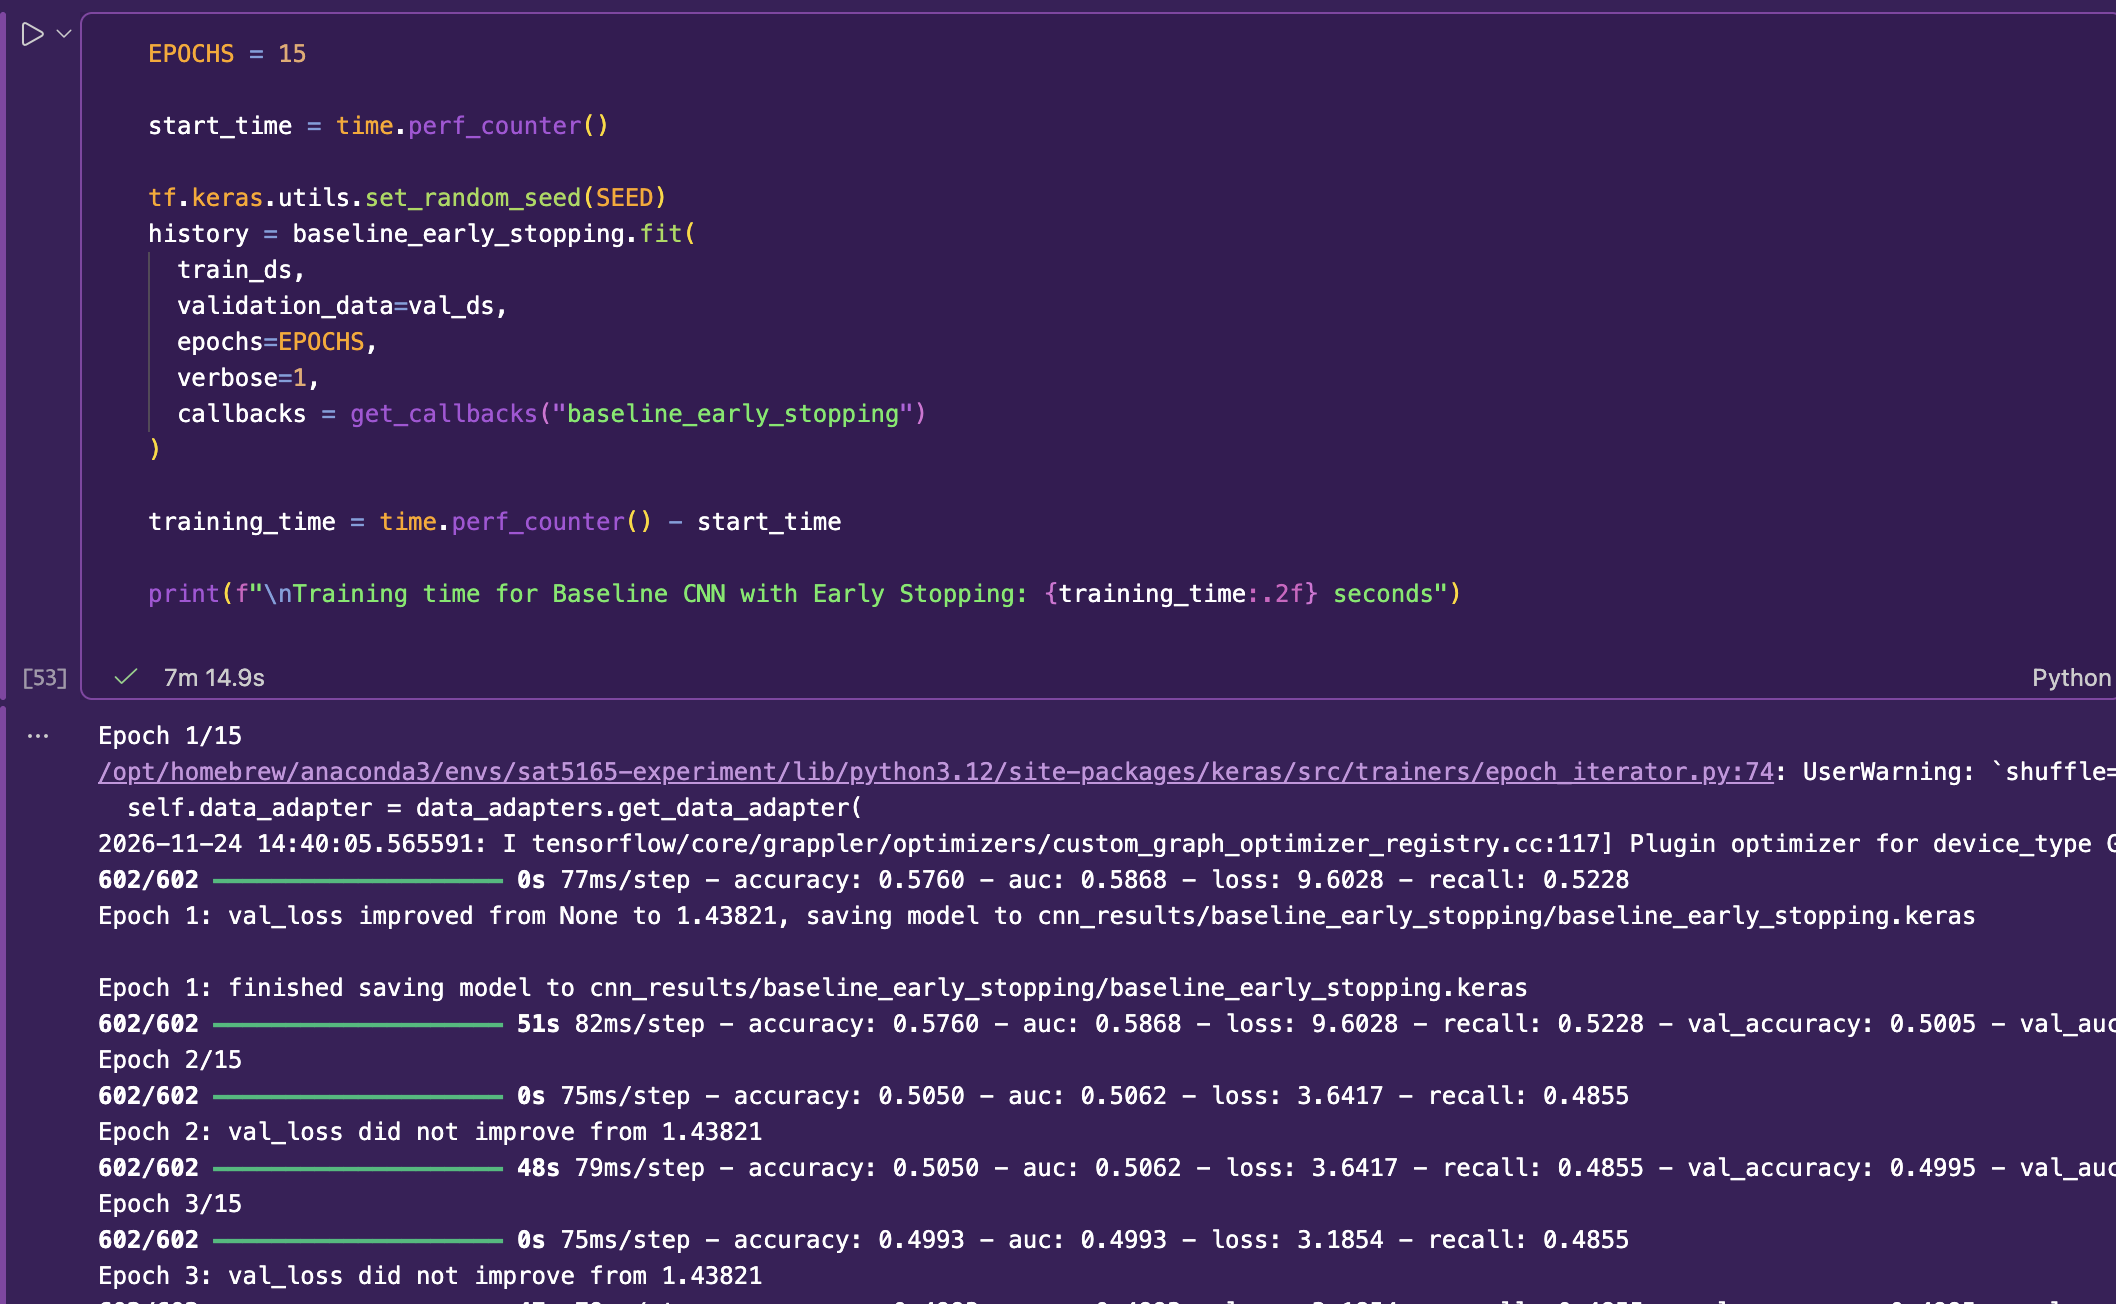 EPOCHS = 15
start_time = time.perf_counter()
tf.keras.utils.set_random_seed(SEED)
history = baseline_early_stopping.fit(
train_ds,
validation_data=val_ds,
epochs=EPOCHS,
verbose=1,
callbacks = get_callbacks("baseline_early_stopping")
)
training_time = time.perf_counter() - start_time
print(f"\nTraining time for Baseline CNN with Early Stopping: {training_time:.2f} seconds")
[53] 7m 14.9s Python
... Epoch 1/15
/opt/homebrew/anaconda3/envs/sat5165-experiment/lib/python3.12/site-packages/keras/src/trainers/epoch_iterator.py:74: UserWarning: `shuffle=
self.data_adapter = data_adapters.get_data_adapter(
2026-11-24 14:40:05.565591: I tensorflow/core/grappler/optimizers/custom_graph_optimizer_registry.cc:117] Plugin optimizer for device_type G
602/602 0s 77ms/step - accuracy: 0.5760 - auc: 0.5868 - loss: 9.6028 - recall: 0.5228
Epoch 1: val_loss improved from None to 1.43821, saving model to cnn_results/baseline_early_stopping/baseline_early_stopping.keras
Epoch 1: finished saving model to cnn_results/baseline_early_stopping/baseline_early_stopping.keras
602/602 51s 82ms/step - accuracy: 0.5760 - auc: 0.5868 - loss: 9.6028 - recall: 0.5228 - val_accuracy: 0.5005 - val_auc
Epoch 2/15
602/602 0s 75ms/step - accuracy: 0.5050 - auc: 0.5062 - loss: 3.6417 - recall: 0.4855
Epoch 2: val_loss did not improve from 1.43821
602/602 48s 79ms/step - accuracy: 0.5050 - auc: 0.5062 - loss: 3.6417 - recall: 0.4855 - val_accuracy: 0.4995 - val_auc
Epoch 3/15
602/602 0s 75ms/step - accuracy: 0.4993 - auc: 0.4993 - loss: 3.1854 - recall: 0.4855
Epoch 3: val_loss did not improve from 1.43821